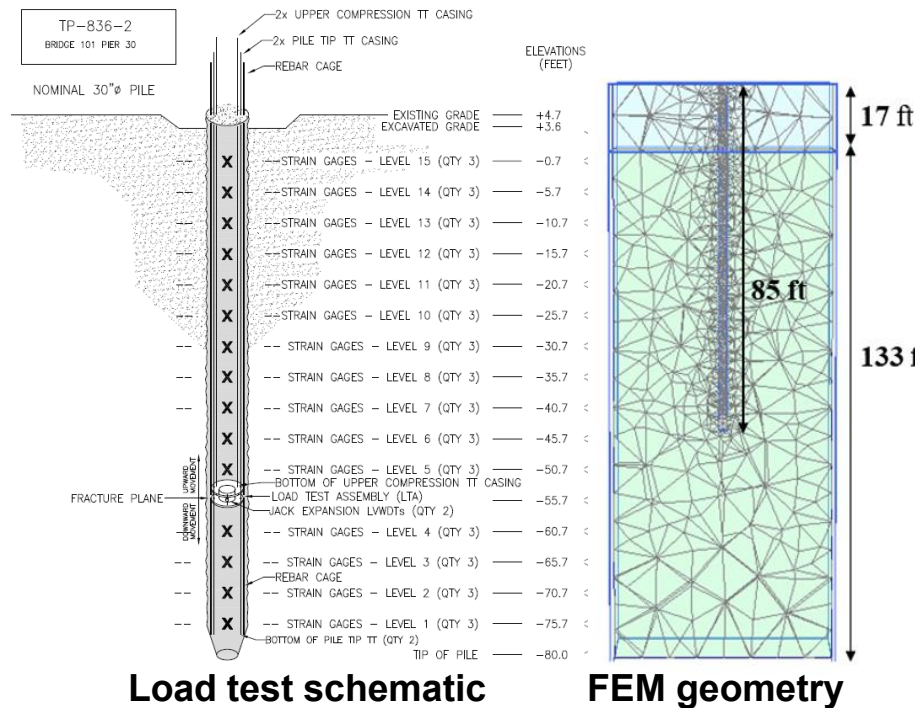 TP-836-2
BRIDGE 101 PIER 30
NOMINAL 30"ø PILE
2x UPPER COMPRESSION TT CASING
2x PILE TIP TT CASING
REBAR CAGE
ELEVATIONS
(FEET)
EXISTING GRADE +4.7
EXCAVATED GRADE +3.6
X STRAIN GAGES - LEVEL 15 (QTY 3) -0.7
X STRAIN GAGES - LEVEL 14 (QTY 3) -5.7
X STRAIN GAGES - LEVEL 13 (QTY 3) -10.7
X STRAIN GAGES - LEVEL 12 (QTY 3) -15.7
X STRAIN GAGES - LEVEL 11 (QTY 3) -20.7
X STRAIN GAGES - LEVEL 10 (QTY 3) -25.7
X STRAIN GAGES - LEVEL 9 (QTY 3) -30.7
X STRAIN GAGES - LEVEL 8 (QTY 3) -35.7
X STRAIN GAGES - LEVEL 7 (QTY 3) -40.7
X STRAIN GAGES - LEVEL 6 (QTY 3) -45.7
X STRAIN GAGES - LEVEL 5 (QTY 3) -50.7
BOTTOM OF UPPER COMPRESSION TT CASING
UPWARD
MOVEMENT
FRACTURE PLANE
LOAD TEST ASSEMBLY (LTA) -55.7
JACK EXPANSION LVWDTs (QTY 2)
DOWNWARD
MOVEMENT
X STRAIN GAGES - LEVEL 4 (QTY 3) -60.7
X STRAIN GAGES - LEVEL 3 (QTY 3) -65.7
REBAR CAGE
X STRAIN GAGES - LEVEL 2 (QTY 3) -70.7
X STRAIN GAGES - LEVEL 1 (QTY 3) -75.7
BOTTOM OF PILE TIP TT (QTY 2)
TIP OF PILE -80.0
Load test schematic
17 ft
85 ft
133 f
FEM geometry